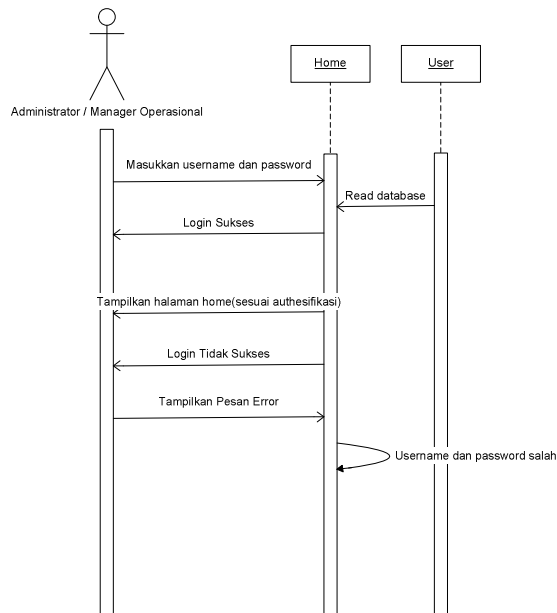 Home
User
Administrator / Manager Operasional
Masukkan username dan password
Read database
Login Sukses
Tampilkan halaman home(sesuai authesifikasi)
Login Tidak Sukses
Tampilkan Pesan Error
Username dan password salah